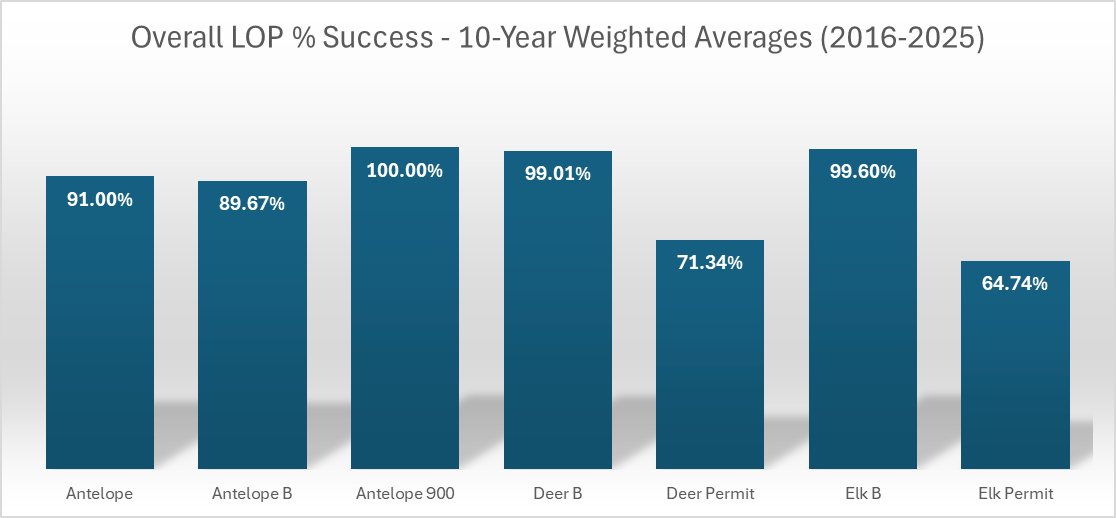 Overall LOP % Success - 10-Year Weighted Averages (2016-2025)
91.00%
89.67%
100.00%
99.01%
71.34%
99.60%
64.74%
Antelope
Antelope B
Antelope 900
Deer B
Deer Permit
Elk B
Elk Permit